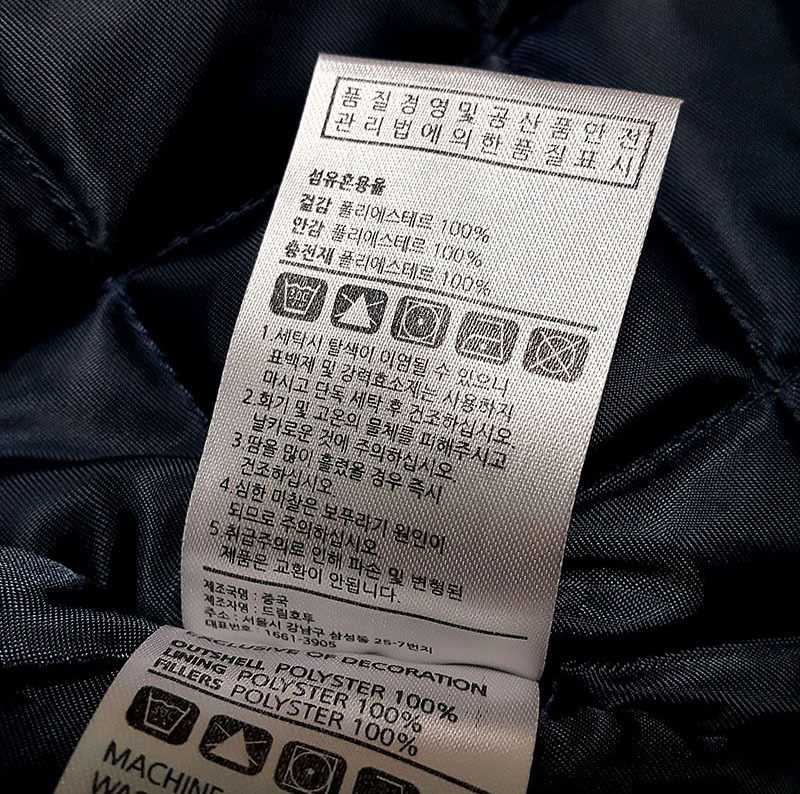 품질경영및공산품안전
관리법에의한품질표시
섬유혼용율
겉감 폴리에스테르 100%
안감 폴리에스테르 100%
충전재 폴리에스테르 100%
1.세탁시 탈색이 이염될 수 있으니
표백제 및 강력효소제는 사용하지
마시고 단독 세탁 후 건조하십시오.
2.화기 및 고온의 물체를 피해주시고
날카로운 것에 주의하십시오.
3 땀을 많이 흘렸을 경우 즉시
건조하십시오
4.심한 마찰은 보푸라기 원인이
되므로 주의하십시오.
5.취급주의로 인해 파손 및 변형된
제품은 교환이 안됩니다.
제조국명 : 중국
제조자명 : 드릴호투
주소 : 서울시 강남구 삼성동 25-7번지
대표번호 : 1661-3905
EXCLUSIVE OF DECORATION
OUTSHELL POLYSTER 100%
LINING POLYSTER 100%
FILLERS POLYSTER 100%
MACHINE